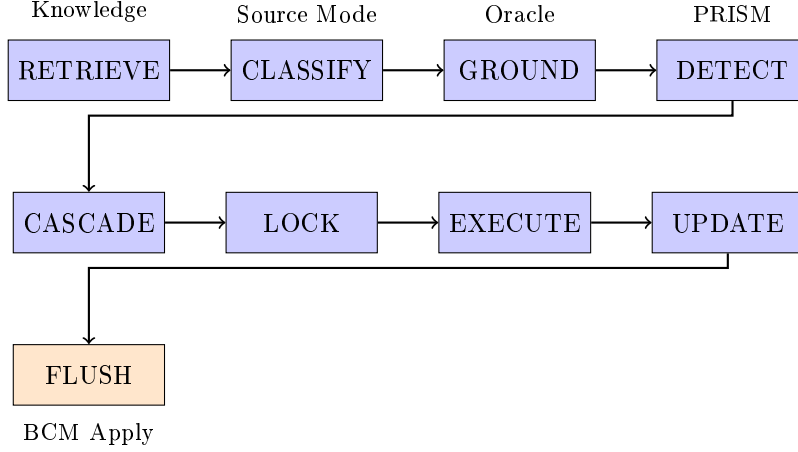 Knowledge
Source Mode
Oracle
PRISM
RETRIEVE
CLASSIFY
GROUND
DETECT
CASCADE
LOCK
EXECUTE
UPDATE
FLUSH
BCM Apply